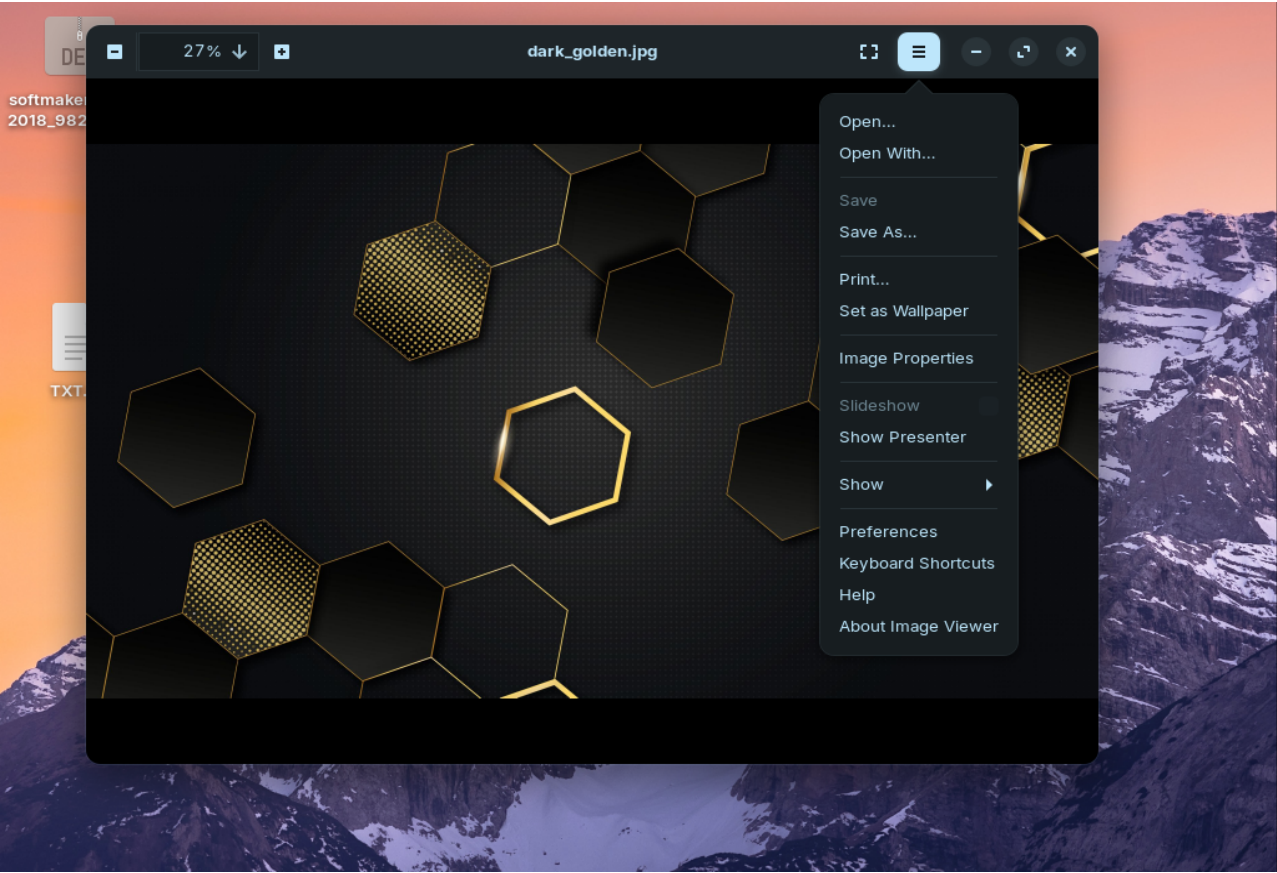 DE
softmake
2018_982
TXT.
27%
dark_golden.jpg
Open...
Open With...
Save
Save As...
Print...
Set as Wallpaper
Image Properties
Slideshow
Show Presenter
Show
Preferences
Keyboard Shortcuts
Help
About Image Viewer